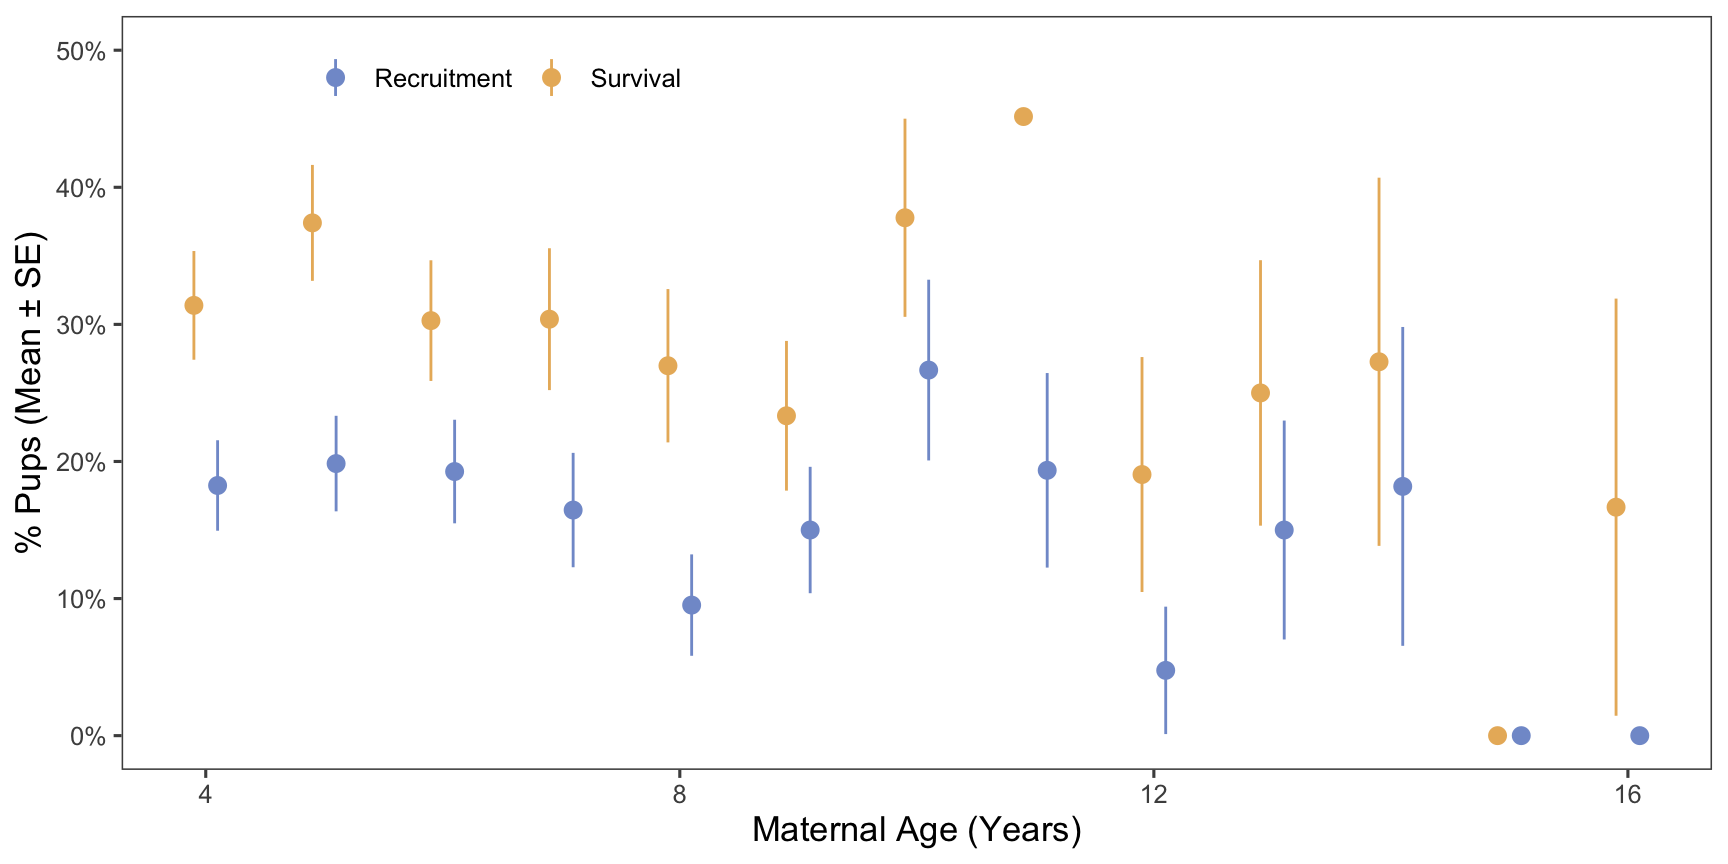 50%
Recruitment Survival
40%
30%
20%
10%
0%
% Pups (Mean ± SE)
4 8 12 16
Maternal Age (Years)